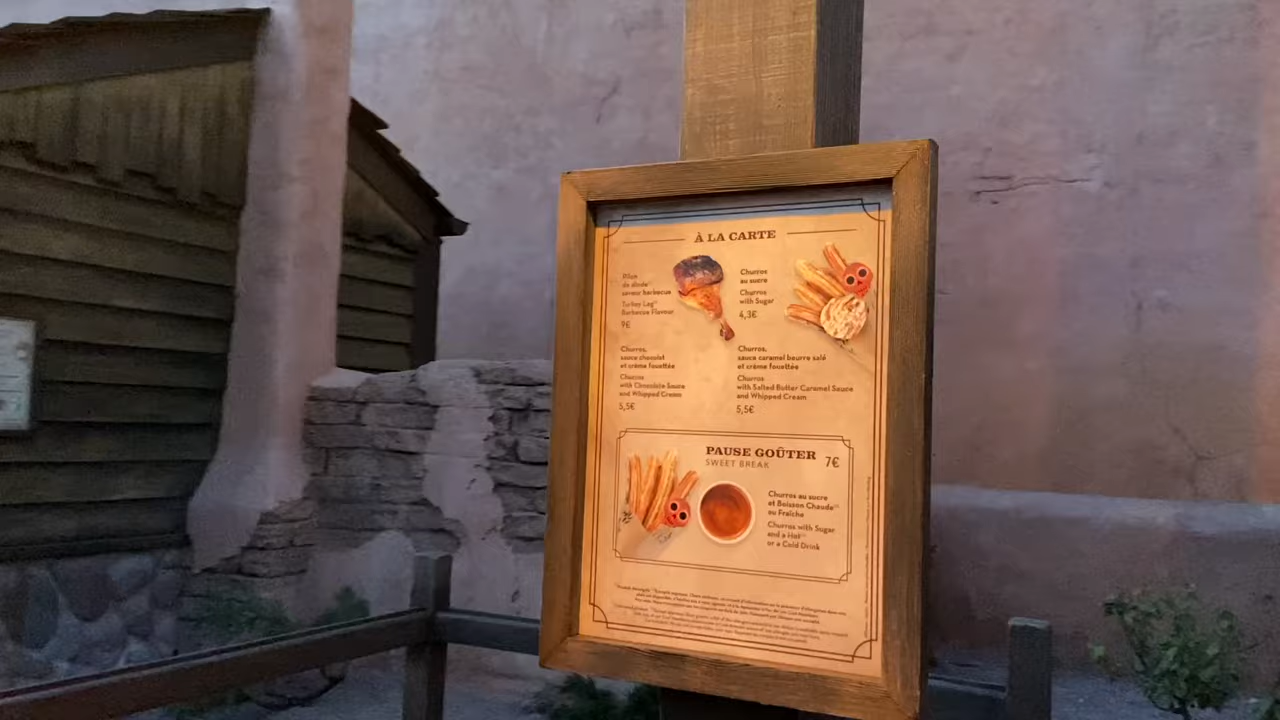 À LA CARTE
Pilon
de dinde
saveur barbecue
Turkey Leg
Barbecue Flavour
9€
Churros
au sucre
Churros
with Sugar
4,3€
Churros,
sauce chocolat
et crème fouettée
Churros
with Chocolate Sauce
and Whipped Cream
5,5€
Churros,
sauce caramel beurre salé
et crème fouettée
Churros
with Salted Butter Caramel Sauce
and Whipped Cream
5,5€
PAUSE GOÛTER 7€
SWEET BREAK
Churros au sucre
et Boisson Chaude
ou Fraîche
Churros with Sugar
and a Hot
or a Cold Drink